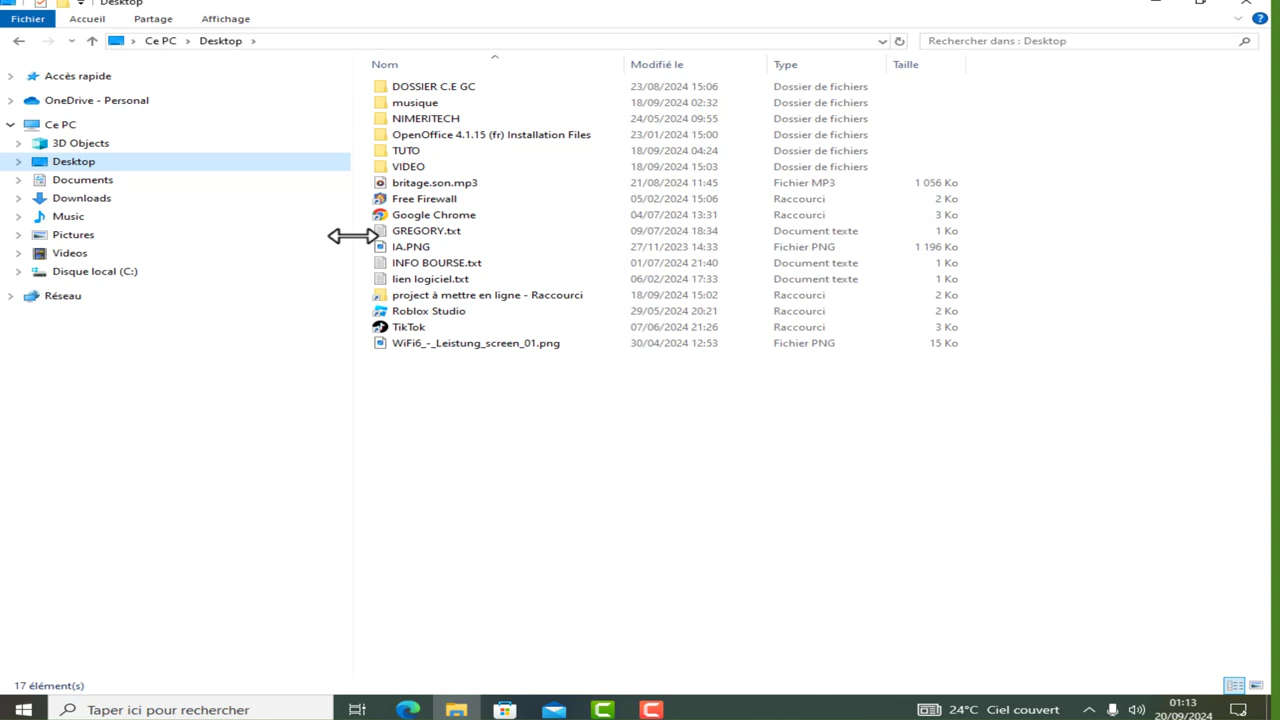 Desktop
Fichier Accueil Partage Affichage
Ce PC > Desktop > Rechercher dans : Desktop
Nom Modifié le Type Taille
Accès rapide
OneDrive - Personal
Ce PC
3D Objects
Desktop
Documents
Downloads
Music
Pictures
Videos
Disque local (C:)
Réseau
DOSSIER C.E GC 23/08/2024 15:06 Dossier de fichiers
musique 18/09/2024 02:32 Dossier de fichiers
NIMERITECH 24/05/2024 09:55 Dossier de fichiers
OpenOffice 4.1.15 (fr) Installation Files 23/01/2024 15:00 Dossier de fichiers
TUTO 18/09/2024 04:24 Dossier de fichiers
VIDEO 18/09/2024 15:03 Dossier de fichiers
britage.son.mp3 21/08/2024 11:45 Fichier MP3 1 056 Ko
Free Firewall 05/02/2024 15:06 Raccourci 2 Ko
Google Chrome 04/07/2024 13:31 Raccourci 3 Ko
GREGORY.txt 09/07/2024 18:34 Document texte 1 Ko
IA.PNG 27/11/2023 14:33 Fichier PNG 1 196 Ko
INFO BOURSE.txt 01/07/2024 21:40 Document texte 1 Ko
lien logiciel.txt 06/02/2024 17:33 Document texte 1 Ko
project à mettre en ligne - Raccourci 18/09/2024 15:02 Raccourci 2 Ko
Roblox Studio 29/05/2024 20:21 Raccourci 2 Ko
TikTok 07/06/2024 21:26 Raccourci 3 Ko
WiFi6_-_Leistung_screen_01.png 30/04/2024 12:53 Fichier PNG 15 Ko
17 élément(s)
Taper ici pour rechercher 24°C Ciel couvert 01:13
20/09/2024